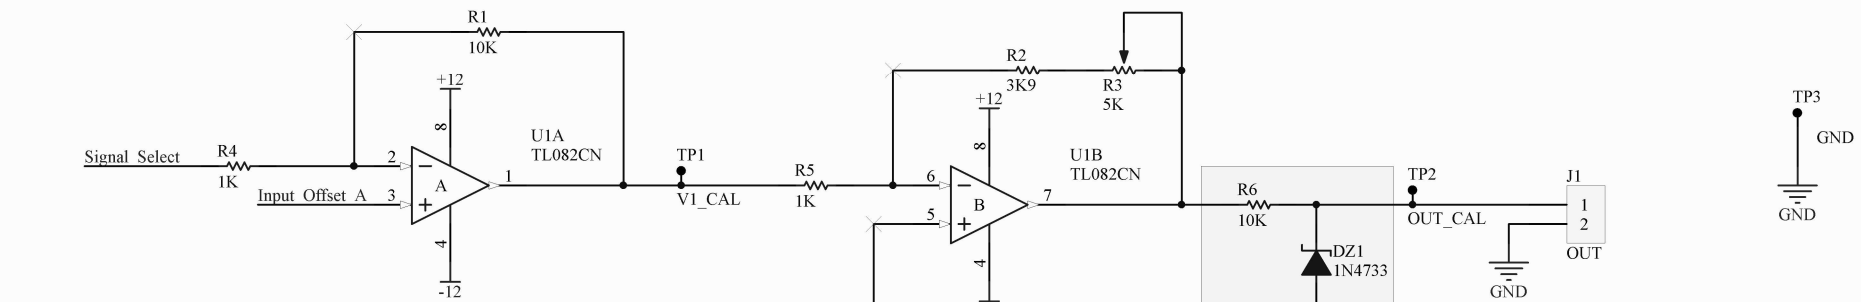 R1
10K
+12
8
Signal Select
R4
1K
Input Offset A
2
3
A
1
4
-12
U1A
TL082CN
TP1
V1_CAL
R5
1K
R2
3K9
R3
5K
+12
8
U1B
TL082CN
6
5
B
7
4
R6
10K
DZ1
1N4733
TP2
OUT_CAL
J1
1
2
OUT
GND
TP3
GND
GND